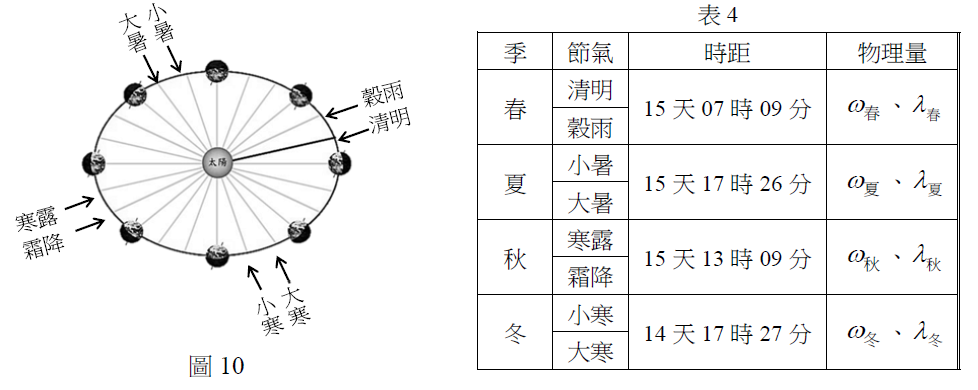 小暑
大暑
穀雨
清明
太陽
寒露
霜降
小寒
大寒
圖 10
表 4
季 節氣 時距 物理量
春 清明 穀雨 15 天 07 時 09 分 ω春、λ春
夏 小暑 大暑 15 天 17 時 26 分 ω夏、λ夏
秋 寒露 霜降 15 天 13 時 09 分 ω秋、λ秋
冬 小寒 大寒 14 天 17 時 27 分 ω冬、λ冬